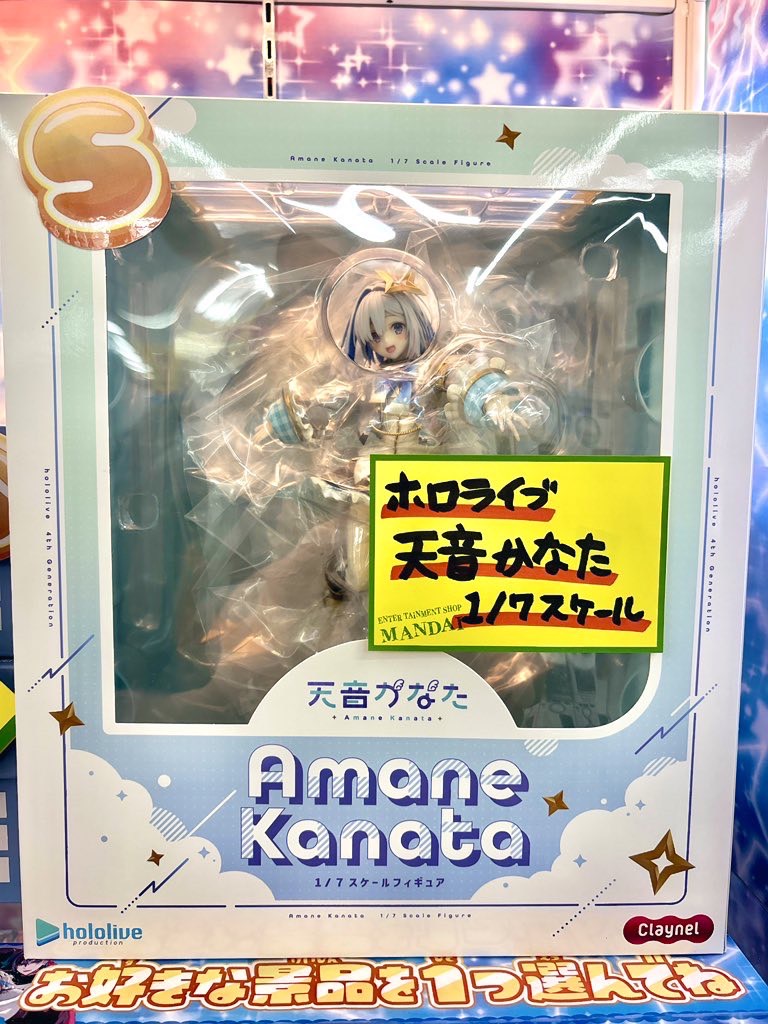 S
Amane Kanata 1/7 Scale Figure
hololive 4th Generation
hololive 4th Generation
ホロライブ
天音かなた
1/7スケール
ENTERTAINMENT SHOP
MANDAI
天音かなた
Amane Kanata
Amane
Kanata
1/7スケールフィギュア
Amane Kanata 1/7 Scale Figure
hololive
production
Claynel
お好きな景品を1つ選んでね